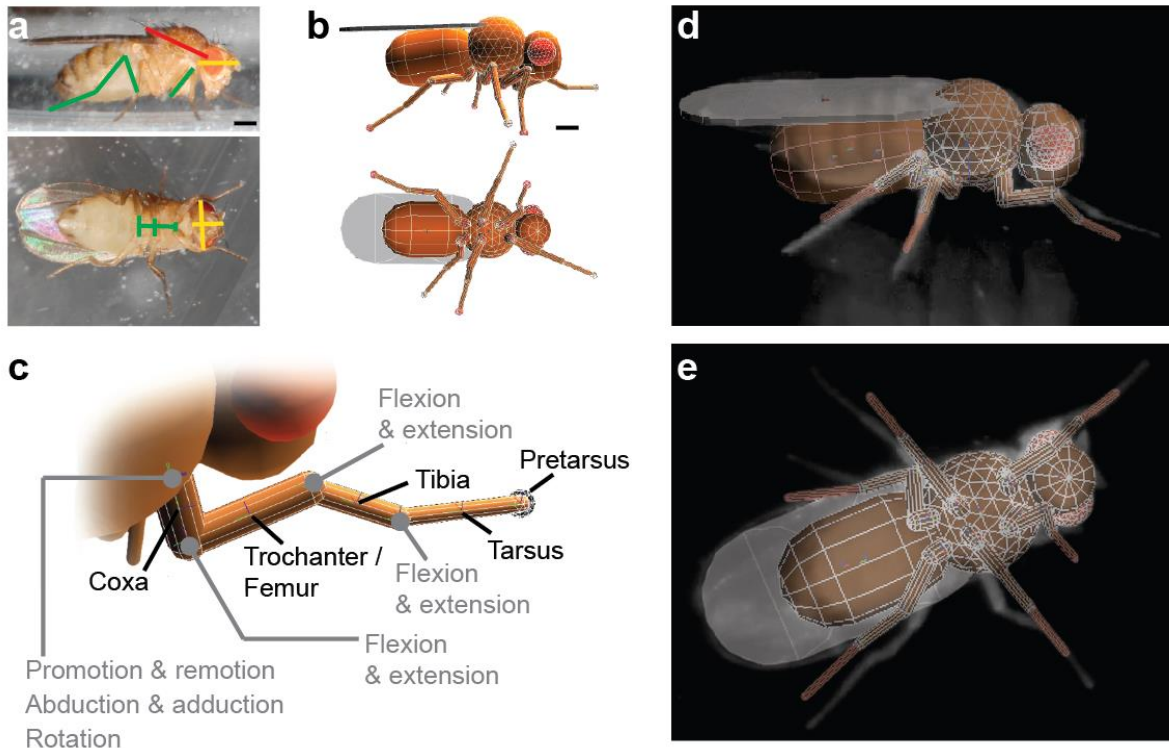 a
b
d
c
Flexion
& extension
Pretarsus
Tibia
Coxa
Trochanter /
Femur
Tarsus
Flexion
& extension
Flexion
& extension
Promotion & remotion
Abduction & adduction
Rotation
e